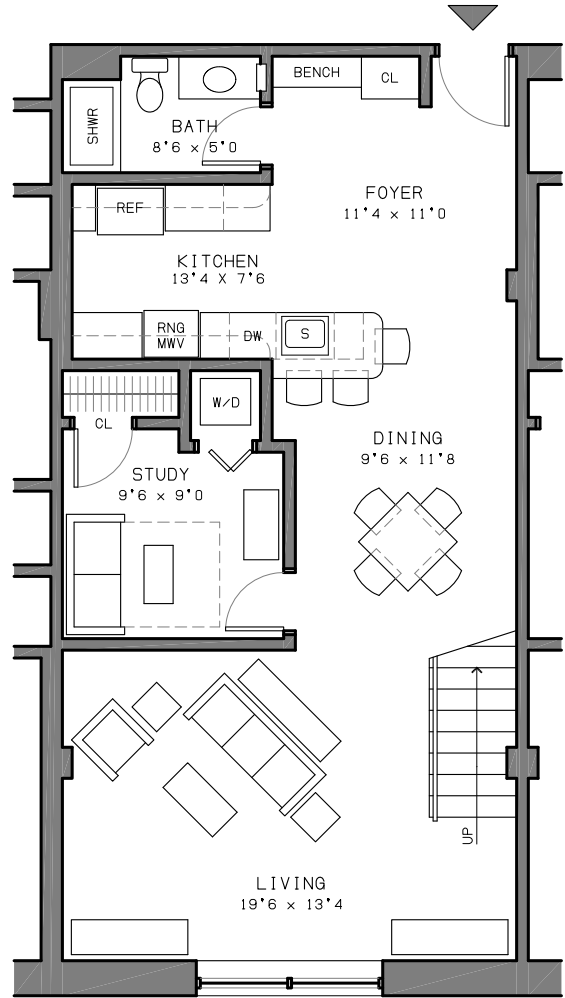 BENCH
CL
SHWR
BATH
8'6 x 5'0
REF
FOYER
11'4 x 11'0
KITCHEN
13'4 X 7'6
RNG
MWV
DW
S
W/D
CL
DINING
9'6 x 11'8
STUDY
9'6 x 9'0
UP
LIVING
19'6 x 13'4